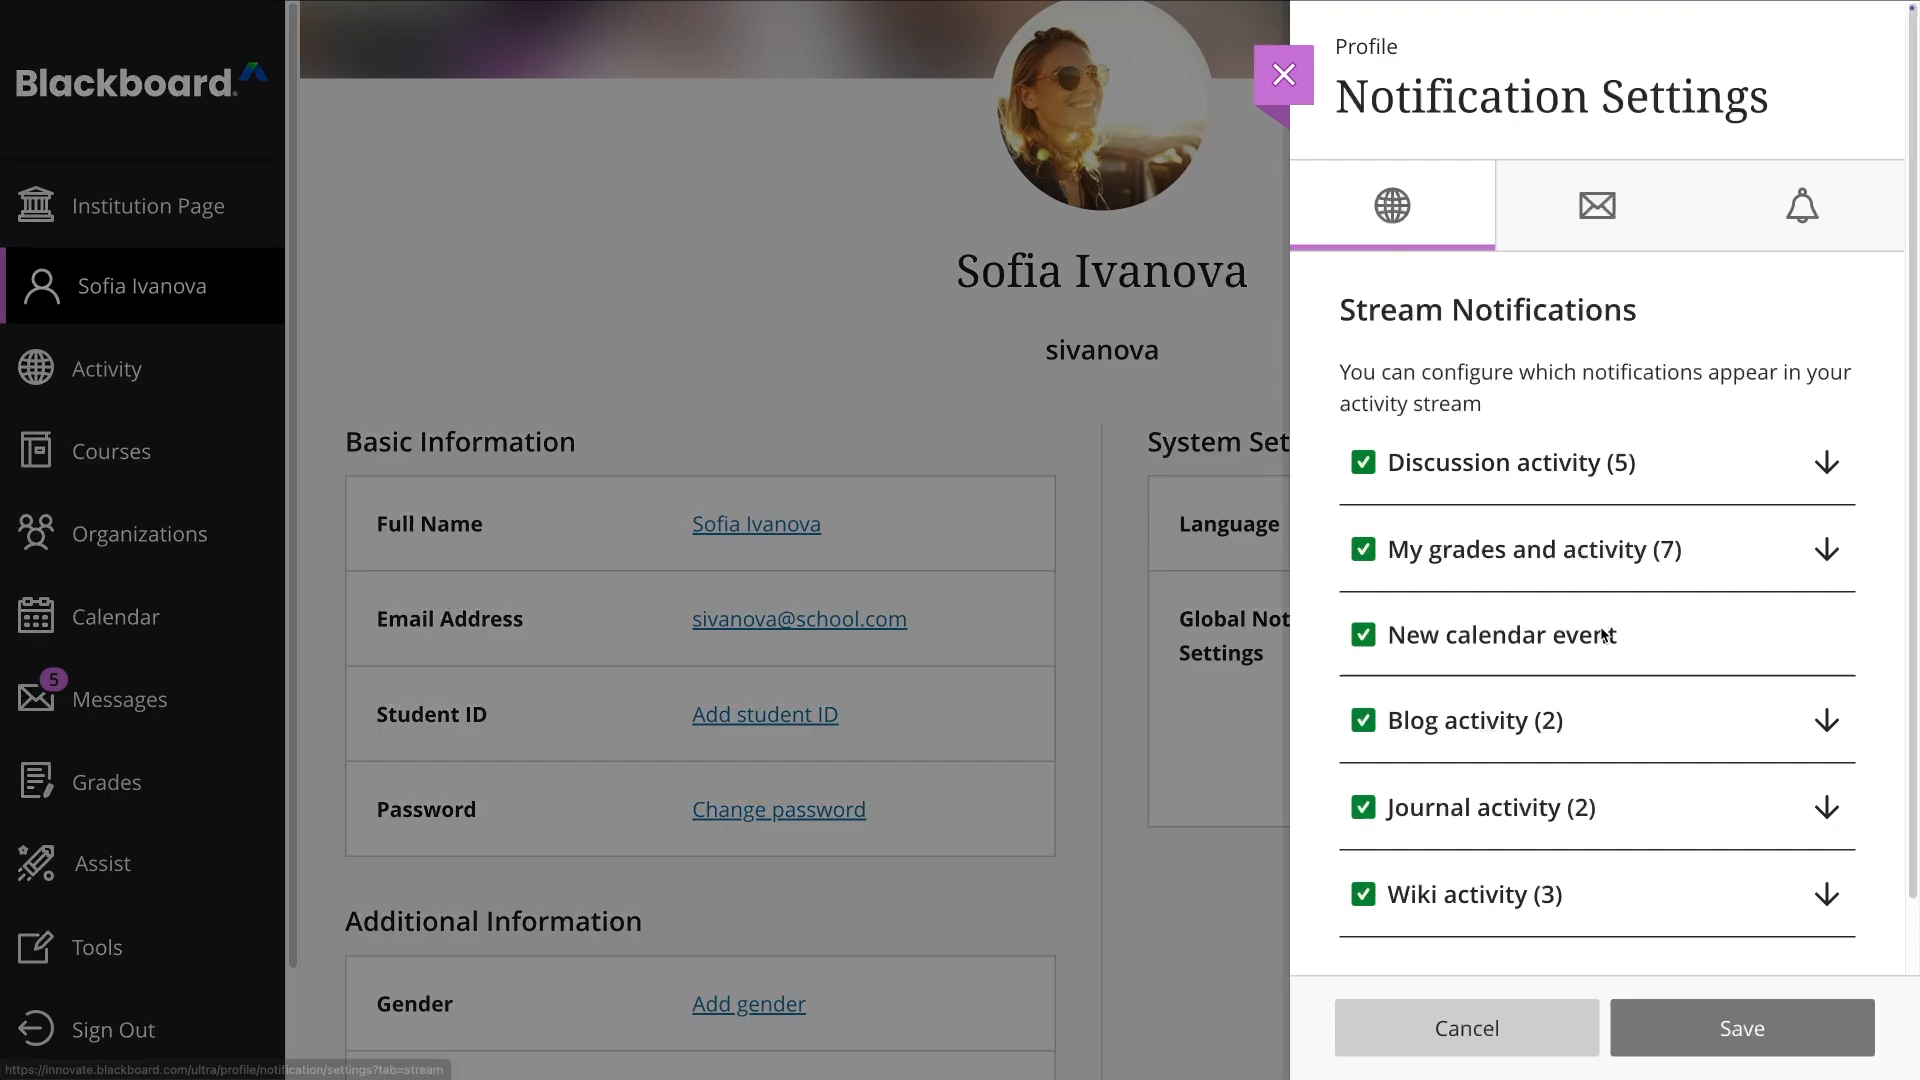 Blackboard
Institution Page
Sofia Ivanova
Activity
Courses
Organizations
Calendar
5
Messages
Grades
Assist
Tools
Sign Out
https://innovate.blackboard.com/ultra/profile/notification/settings?tab=stream
Sofia Ivanova
sivanova
Basic Information
Full Name Sofia Ivanova
Email Address sivanova@school.com
Student ID Add student ID
Password Change password
Additional Information
Gender Add gender
System Set
Language
Global Not
Settings
Profile
Notification Settings
Stream Notifications
You can configure which notifications appear in your
activity stream
Discussion activity (5)
My grades and activity (7)
New calendar event
Blog activity (2)
Journal activity (2)
Wiki activity (3)
Cancel
Save